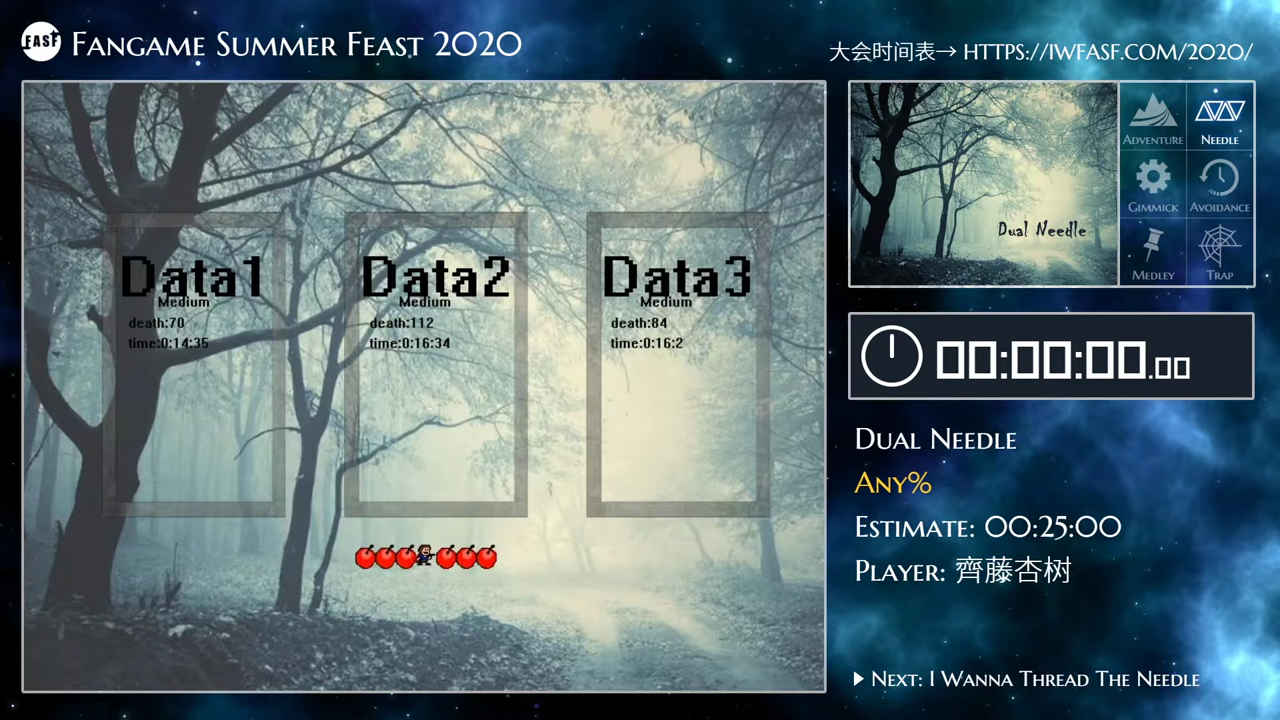 FASF
Fangame Summer Feast 2020
大会时间表→ https://iwfasf.com/2020/
Data1
Medium
death:70
time:0:14:35
Data2
Medium
death:112
time:0:16:34
Data3
Medium
death:84
time:0:16:2
Dual Needle
Adventure
Needle
Gimmick
Avoidance
Medley
Trap
00:00:00.00
Dual Needle
Any%
Estimate: 00:25:00
Player: 齊藤杏树
Next: I Wanna Thread The Needle